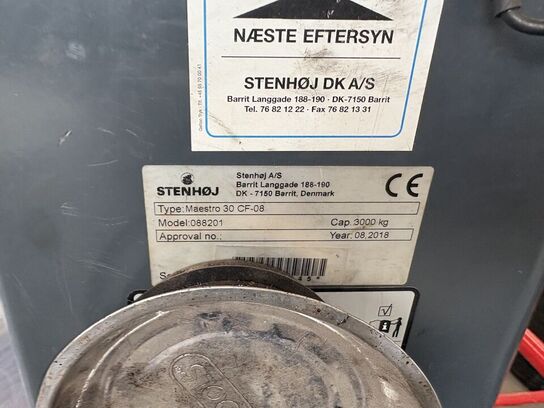 NÆSTE EFTERSYN
STENHØJ DK A/S
Barrit Langgade 188-190 · DK-7150 Barrit
Tel. 76 82 12 22 · Fax 76 82 13 31
STENHØJ
Stenhøj A/S
Barrit Langgade 188-190
DK - 7150 Barrit, Denmark
CE
Type: Maestro 30 CF-08
Model: 088201
Cap. 3000 kg
Approval no.:
Year: 08.2018